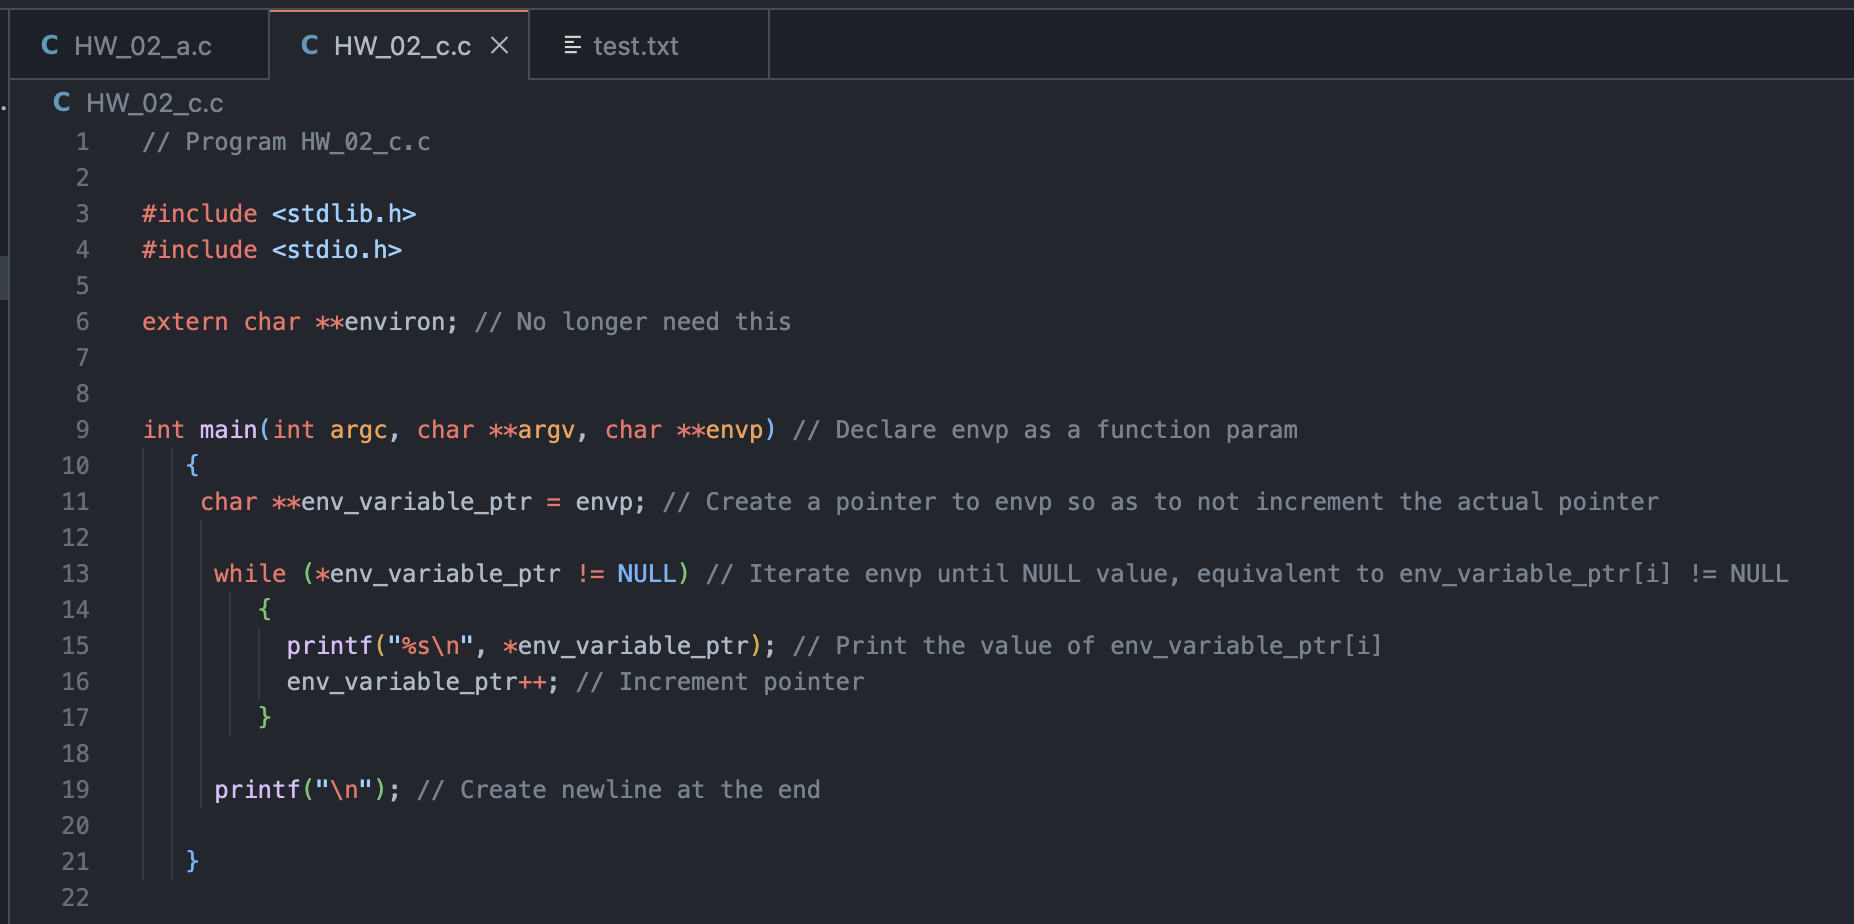 C HW_02_a.c C HW_02_c.c × test.txt
C HW_02_c.c
1 // Program HW_02_c.c
2
3 #include <stdlib.h>
4 #include <stdio.h>
5
6 extern char **environ; // No longer need this
7
8
9 int main(int argc, char **argv, char **envp) // Declare envp as a function param
10 {
11 char **env_variable_ptr = envp; // Create a pointer to envp so as to not increment the actual pointer
12
13 while (*env_variable_ptr != NULL) // Iterate envp until NULL value, equivalent to env_variable_ptr[i] != NULL
14 {
15 printf("%s\n", *env_variable_ptr); // Print the value of env_variable_ptr[i]
16 env_variable_ptr++; // Increment pointer
17 }
18
19 printf("\n"); // Create newline at the end
20
21 }
22